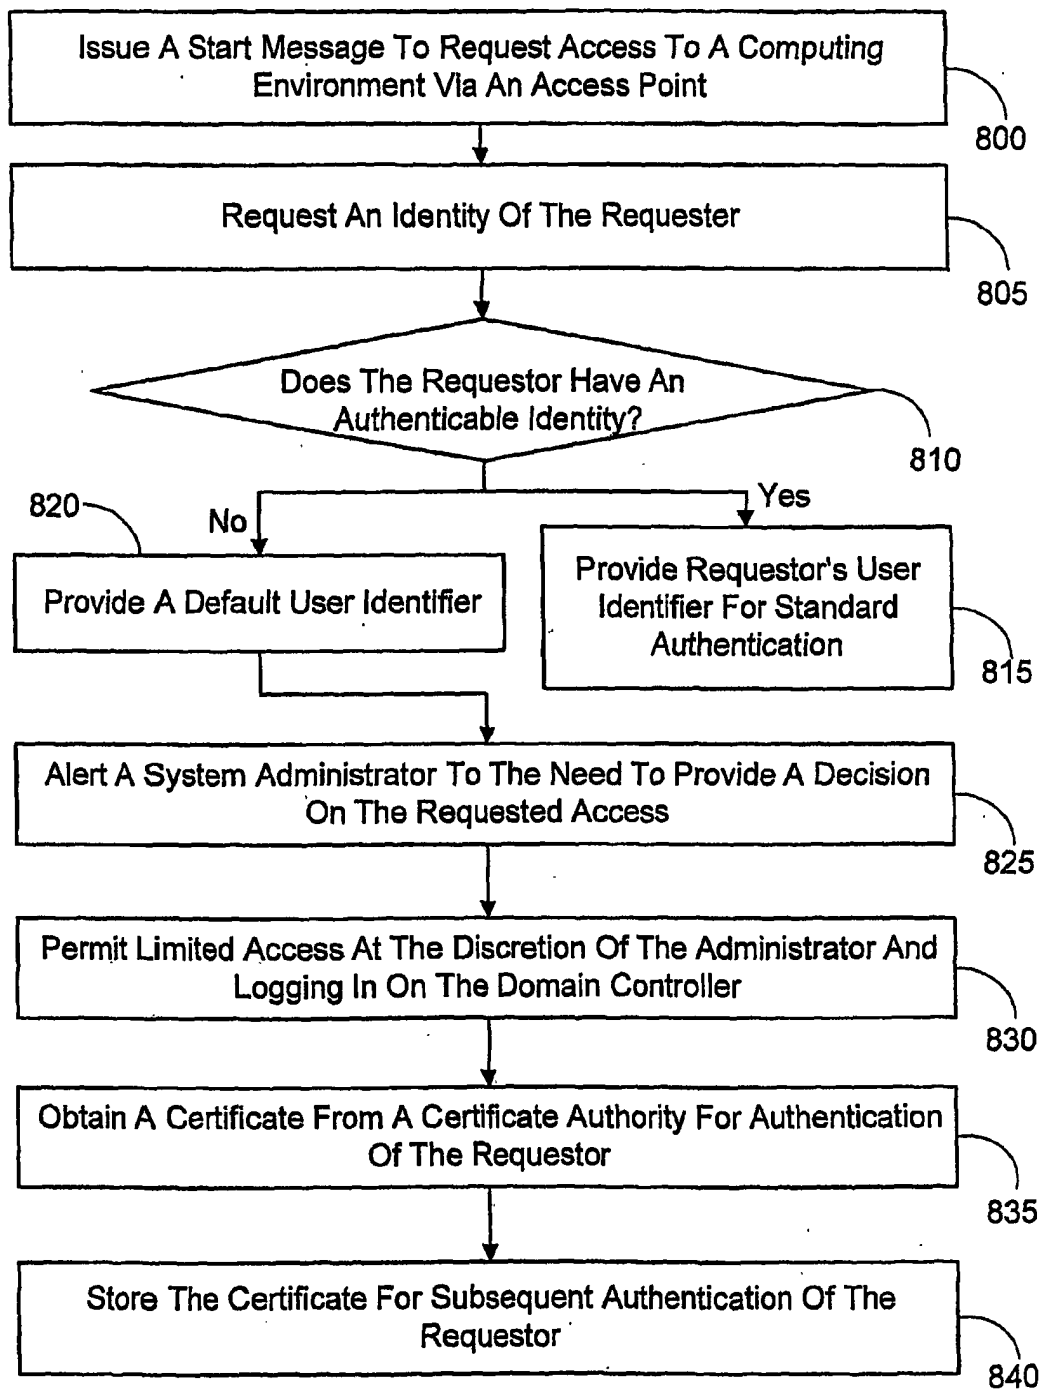 Issue A Start Message To Request Access To A Computing
Environment Via An Access Point
800
Request An Identity Of The Requester
805
Does The Requestor Have An
Authenticable Identity?
810
820
No
Yes
Provide A Default User Identifier
Provide Requestor's User
Identifier For Standard
Authentication
815
Alert A System Administrator To The Need To Provide A Decision
On The Requested Access
825
Permit Limited Access At The Discretion Of The Administrator And
Logging In On The Domain Controller
830
Obtain A Certificate From A Certificate Authority For Authentication
Of The Requestor
835
Store The Certificate For Subsequent Authentication Of The
Requestor
840